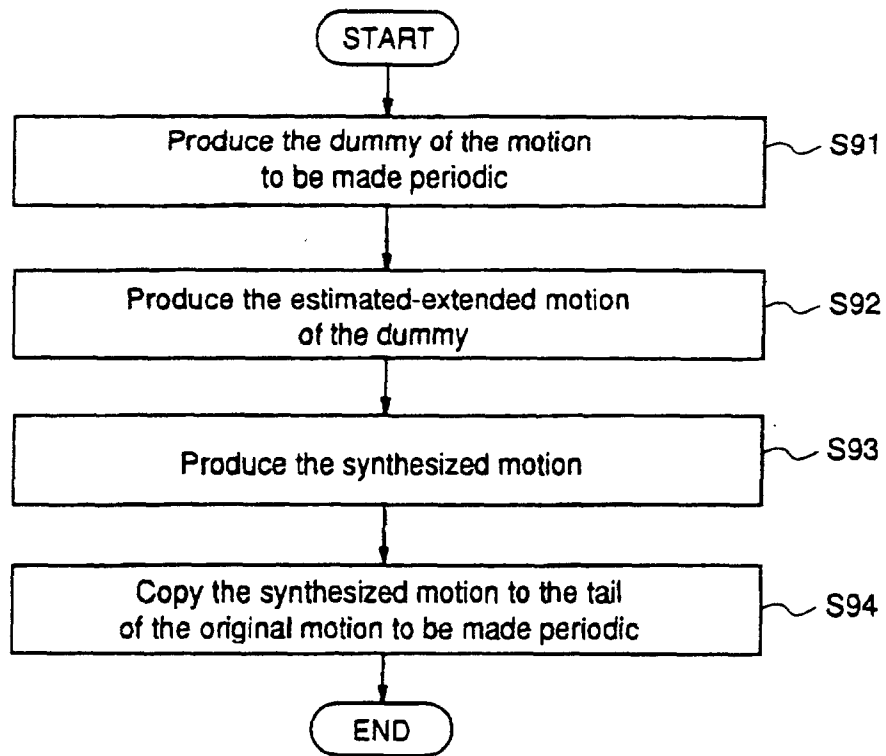 START
Produce the dummy of the motion
to be made periodic
S91
Produce the estimated-extended motion
of the dummy
S92
Produce the synthesized motion
S93
Copy the synthesized motion to the tail
of the original motion to be made periodic
S94
END